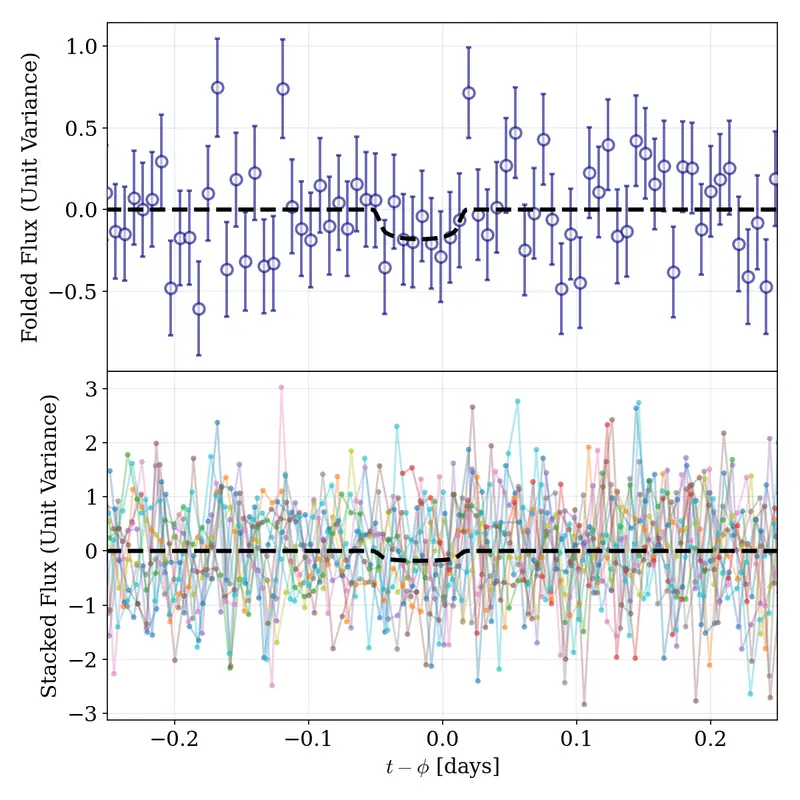 Folded Flux (Unit Variance)
1.0
0.5
0.0
−0.5
Stacked Flux (Unit Variance)
3
2
1
0
−1
−2
−3
−0.2 −0.1 0.0 0.1 0.2
t − ϕ [days]